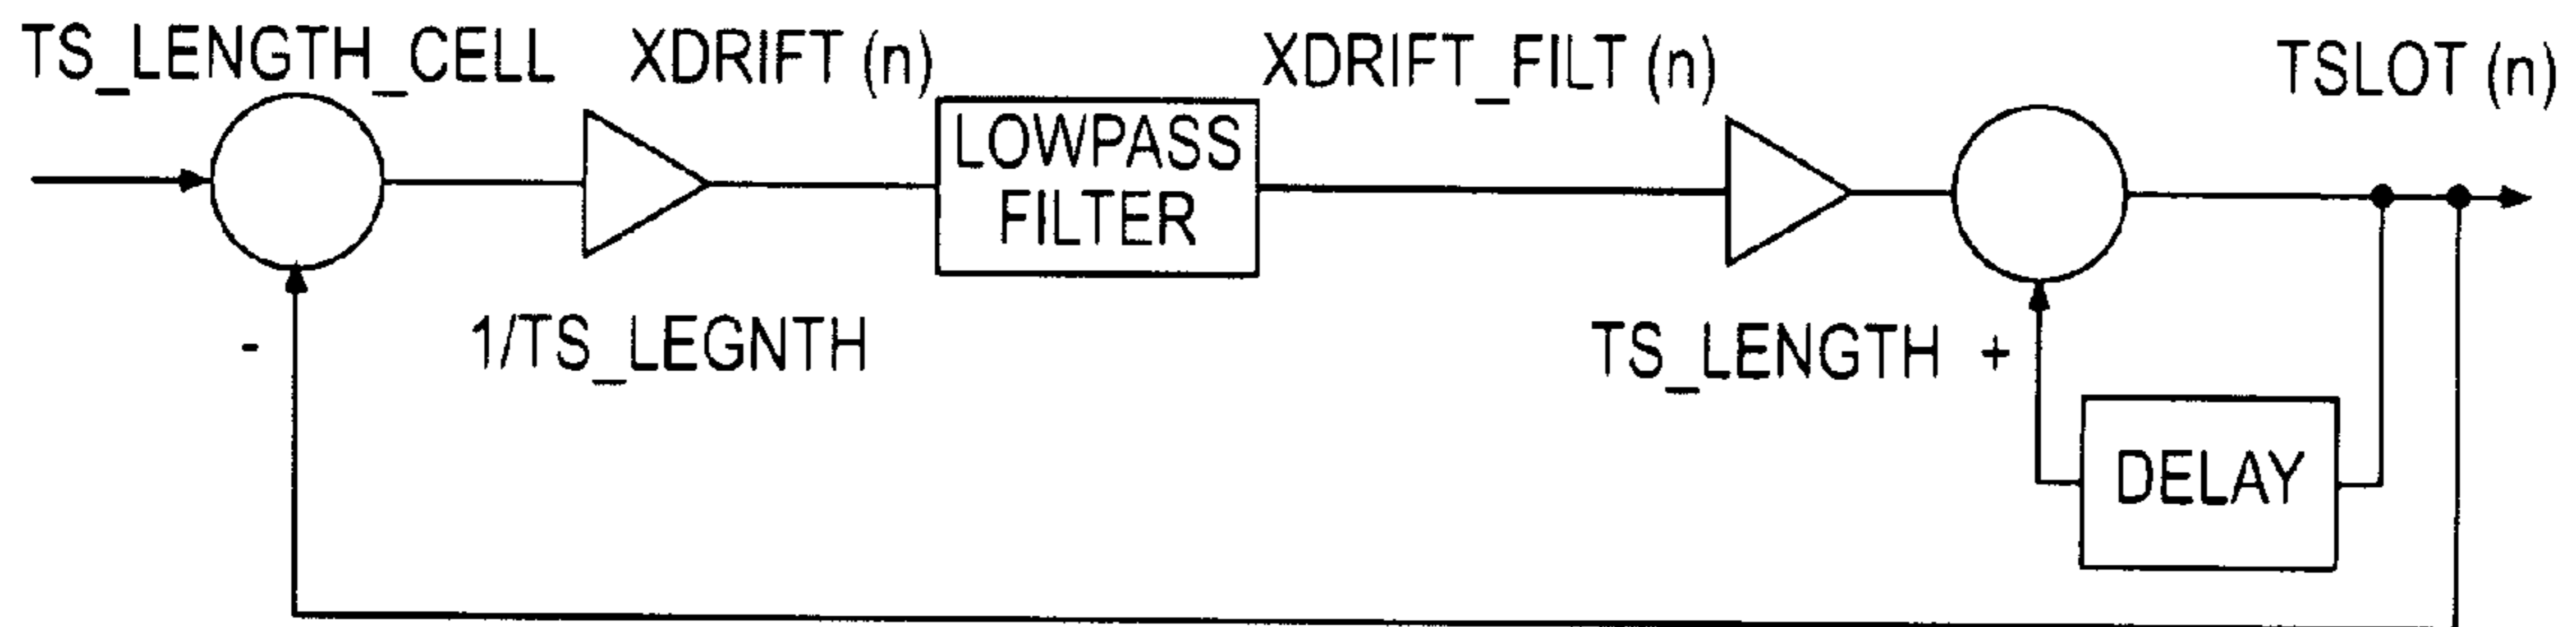 TS_LENGTH_CELL
XDRIFT (n)
XDRIFT_FILT (n)
TSLOT (n)
LOWPASS
FILTER
-
1/TS_LEGNTH
TS_LENGTH +
DELAY